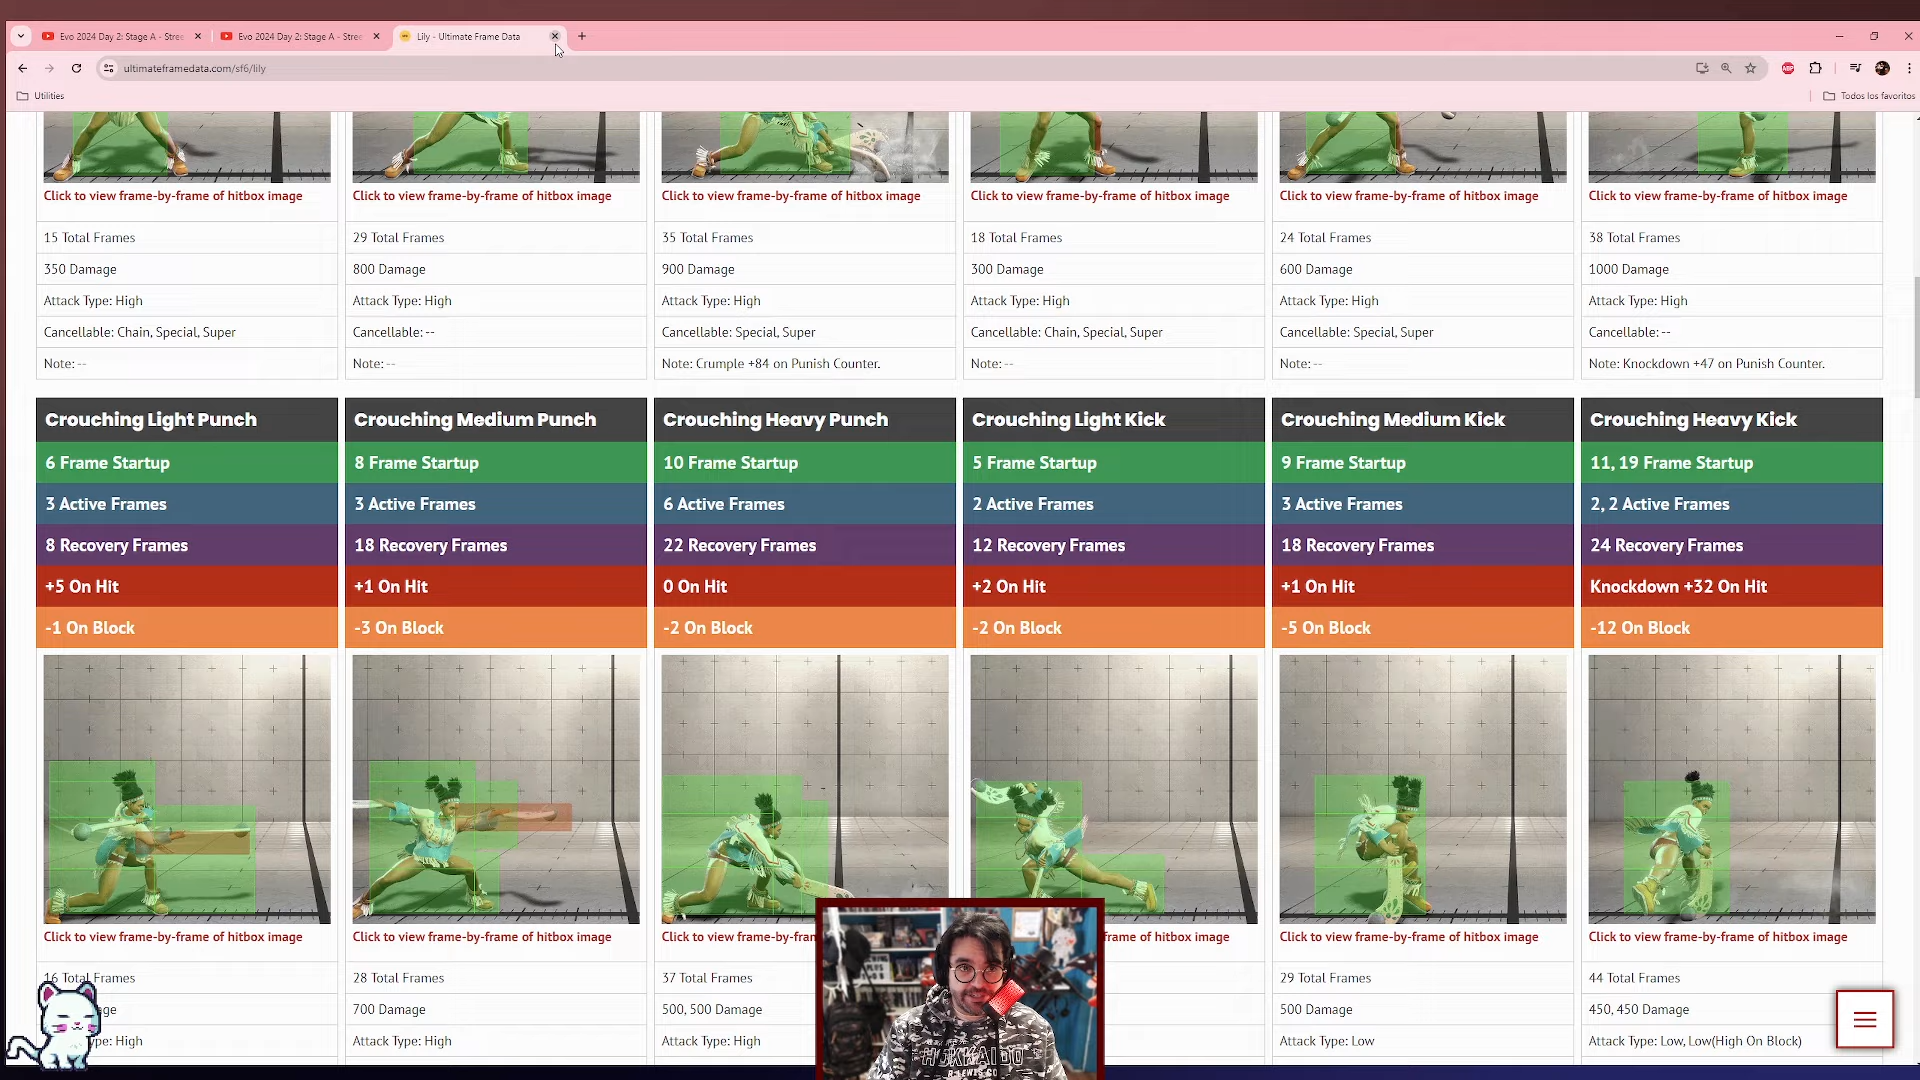 Evo 2024 Day 2: Stage A - Stree
Evo 2024 Day 2: Stage A - Stree
Lily - Ultimate Frame Data
ultimateframedata.com/sf6/lily
ABP
Utilities
Todos los favoritos
Click to view frame-by-frame of hitbox image
Click to view frame-by-frame of hitbox image
Click to view frame-by-frame of hitbox image
Click to view frame-by-frame of hitbox image
Click to view frame-by-frame of hitbox image
Click to view frame-by-frame of hitbox image
15 Total Frames
29 Total Frames
35 Total Frames
18 Total Frames
24 Total Frames
38 Total Frames
350 Damage
800 Damage
900 Damage
300 Damage
600 Damage
1000 Damage
Attack Type: High
Attack Type: High
Attack Type: High
Attack Type: High
Attack Type: High
Attack Type: High
Cancellable: Chain, Special, Super
Cancellable: --
Cancellable: Special, Super
Cancellable: Chain, Special, Super
Cancellable: Special, Super
Cancellable: --
Note: --
Note: --
Note: Crumple +84 on Punish Counter.
Note: --
Note: --
Note: Knockdown +47 on Punish Counter.
Crouching Light Punch
Crouching Medium Punch
Crouching Heavy Punch
Crouching Light Kick
Crouching Medium Kick
Crouching Heavy Kick
6 Frame Startup
8 Frame Startup
10 Frame Startup
5 Frame Startup
9 Frame Startup
11, 19 Frame Startup
3 Active Frames
3 Active Frames
6 Active Frames
2 Active Frames
3 Active Frames
2, 2 Active Frames
8 Recovery Frames
18 Recovery Frames
22 Recovery Frames
12 Recovery Frames
18 Recovery Frames
24 Recovery Frames
+5 On Hit
+1 On Hit
0 On Hit
+2 On Hit
+1 On Hit
Knockdown +32 On Hit
-1 On Block
-3 On Block
-2 On Block
-2 On Block
-5 On Block
-12 On Block
Click to view frame-by-frame of hitbox image
Click to view frame-by-frame of hitbox image
Click to view frame-by-fra
rame of hitbox image
Click to view frame-by-frame of hitbox image
Click to view frame-by-frame of hitbox image
16 Total Frames
28 Total Frames
37 Total Frames
29 Total Frames
44 Total Frames
age
700 Damage
500, 500 Damage
500 Damage
450, 450 Damage
pe: High
Attack Type: High
Attack Type: High
Attack Type: Low
Attack Type: Low, Low(High On Block)
HOKKAIDO